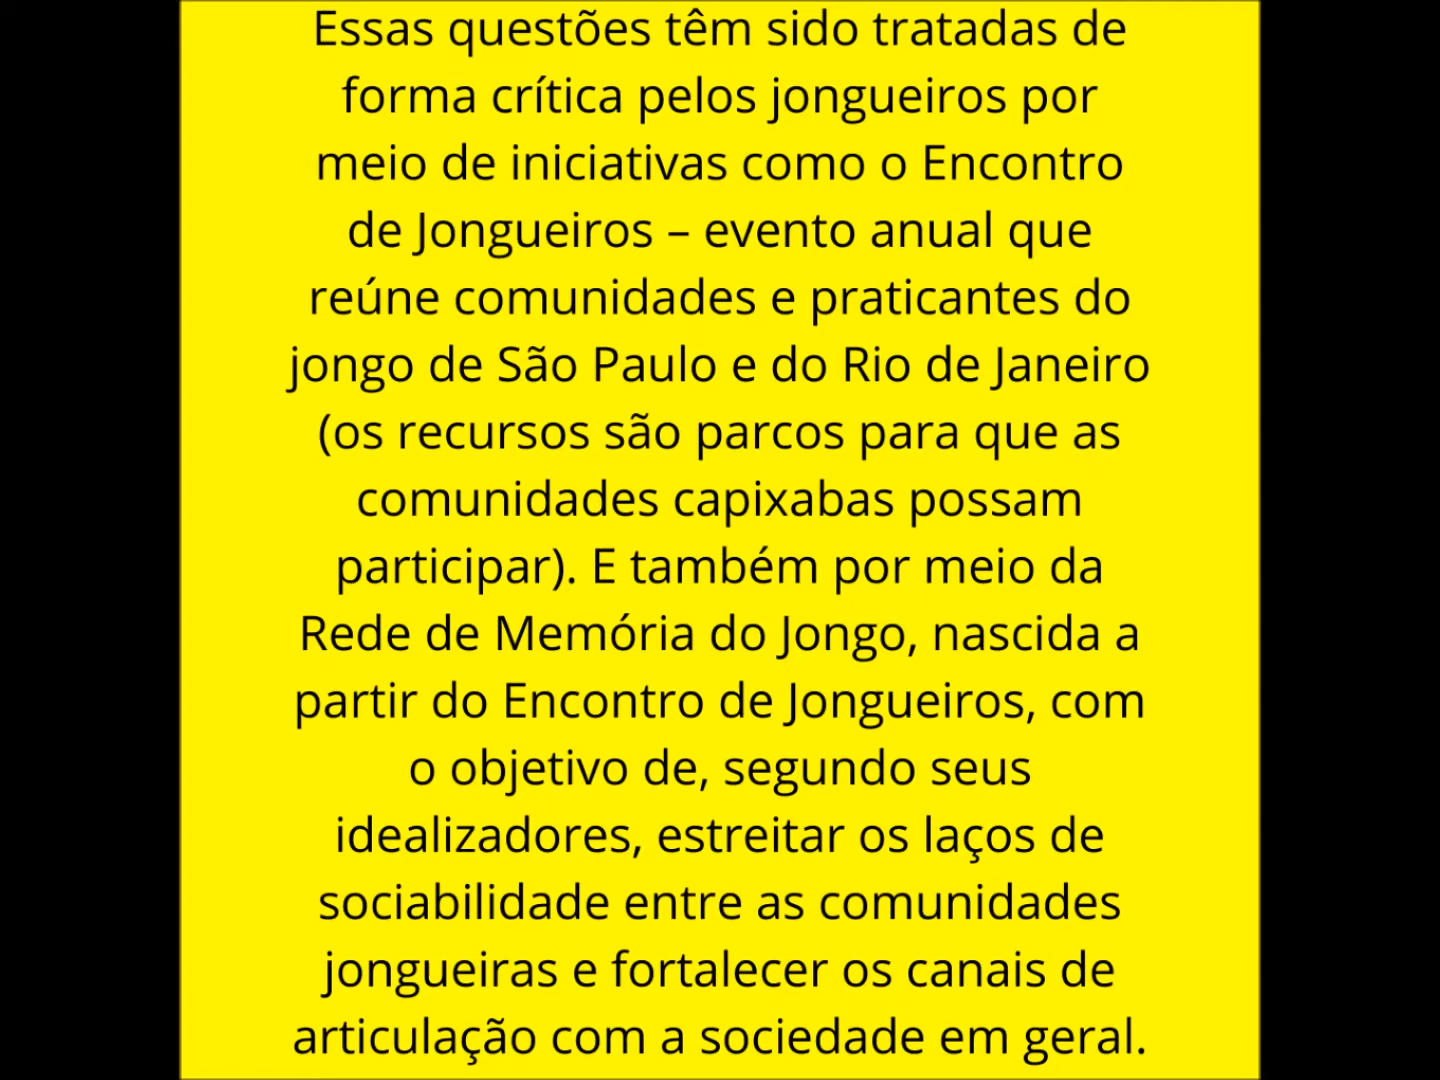 Essas questões têm sido tratadas de
forma crítica pelos jongueiros por
meio de iniciativas como o Encontro
de Jongueiros – evento anual que
reúne comunidades e praticantes do
jongo de São Paulo e do Rio de Janeiro
(os recursos são parcos para que as
comunidades capixabas possam
participar). E também por meio da
Rede de Memória do Jongo, nascida a
partir do Encontro de Jongueiros, com
o objetivo de, segundo seus
idealizadores, estreitar os laços de
sociabilidade entre as comunidades
jongueiras e fortalecer os canais de
articulação com a sociedade em geral.